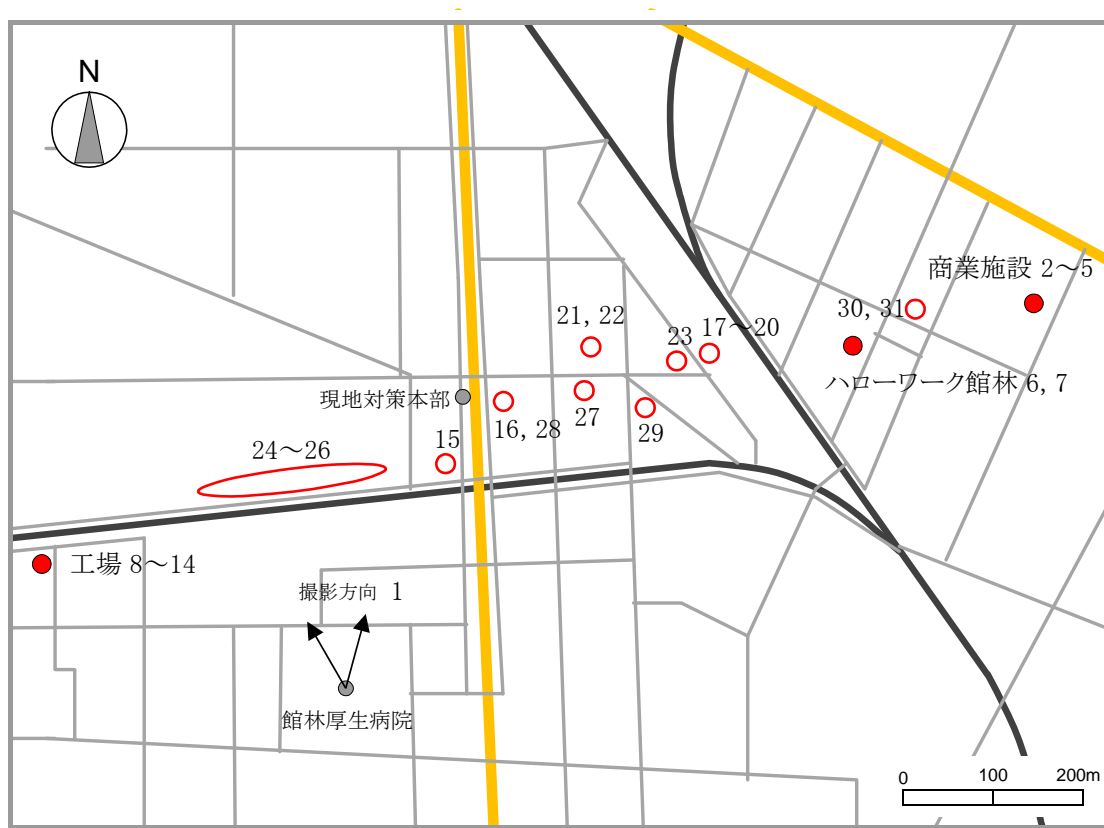 N
商業施設 2～5
30, 31
21, 22
23
17～20
ハローワーク館林 6, 7
現地対策本部
16, 28
27
29
15
24～26
工場 8～14
撮影方向 1
館林厚生病院
0 100 200m